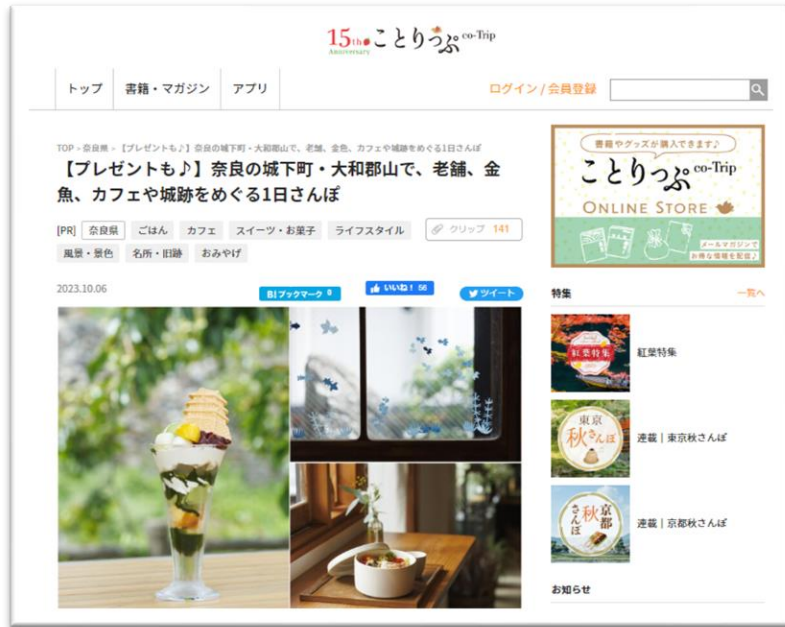 15th Anniversary ことりっぷ co-Trip
トップ 書籍・マガジン アプリ
ログイン / 会員登録
TOP > 奈良県 > 【プレゼントも♪】奈良の城下町・大和郡山で、老舗、金魚、カフェや城跡をめぐる1日さんぽ
【プレゼントも♪】奈良の城下町・大和郡山で、老舗、金
魚、カフェや城跡をめぐる1日さんぽ
[PR] 奈良県 ごはん カフェ スイーツ・お菓子 ライフスタイル
クリップ 141
風景・景色 名所・旧跡 おみやげ
2023.10.06
B!ブックマーク 0
いいね! 56
ツイート
書籍やグッズが購入できます♪
ことりっぷ co-Trip
ONLINE STORE
メールマガジンで
お得な情報を配信♪
特集
一覧へ
紅葉特集
紅葉特集
東京
秋さんぽ
連載｜東京秋さんぽ
京都
秋
さんぽ
連載｜京都秋さんぽ
お知らせ